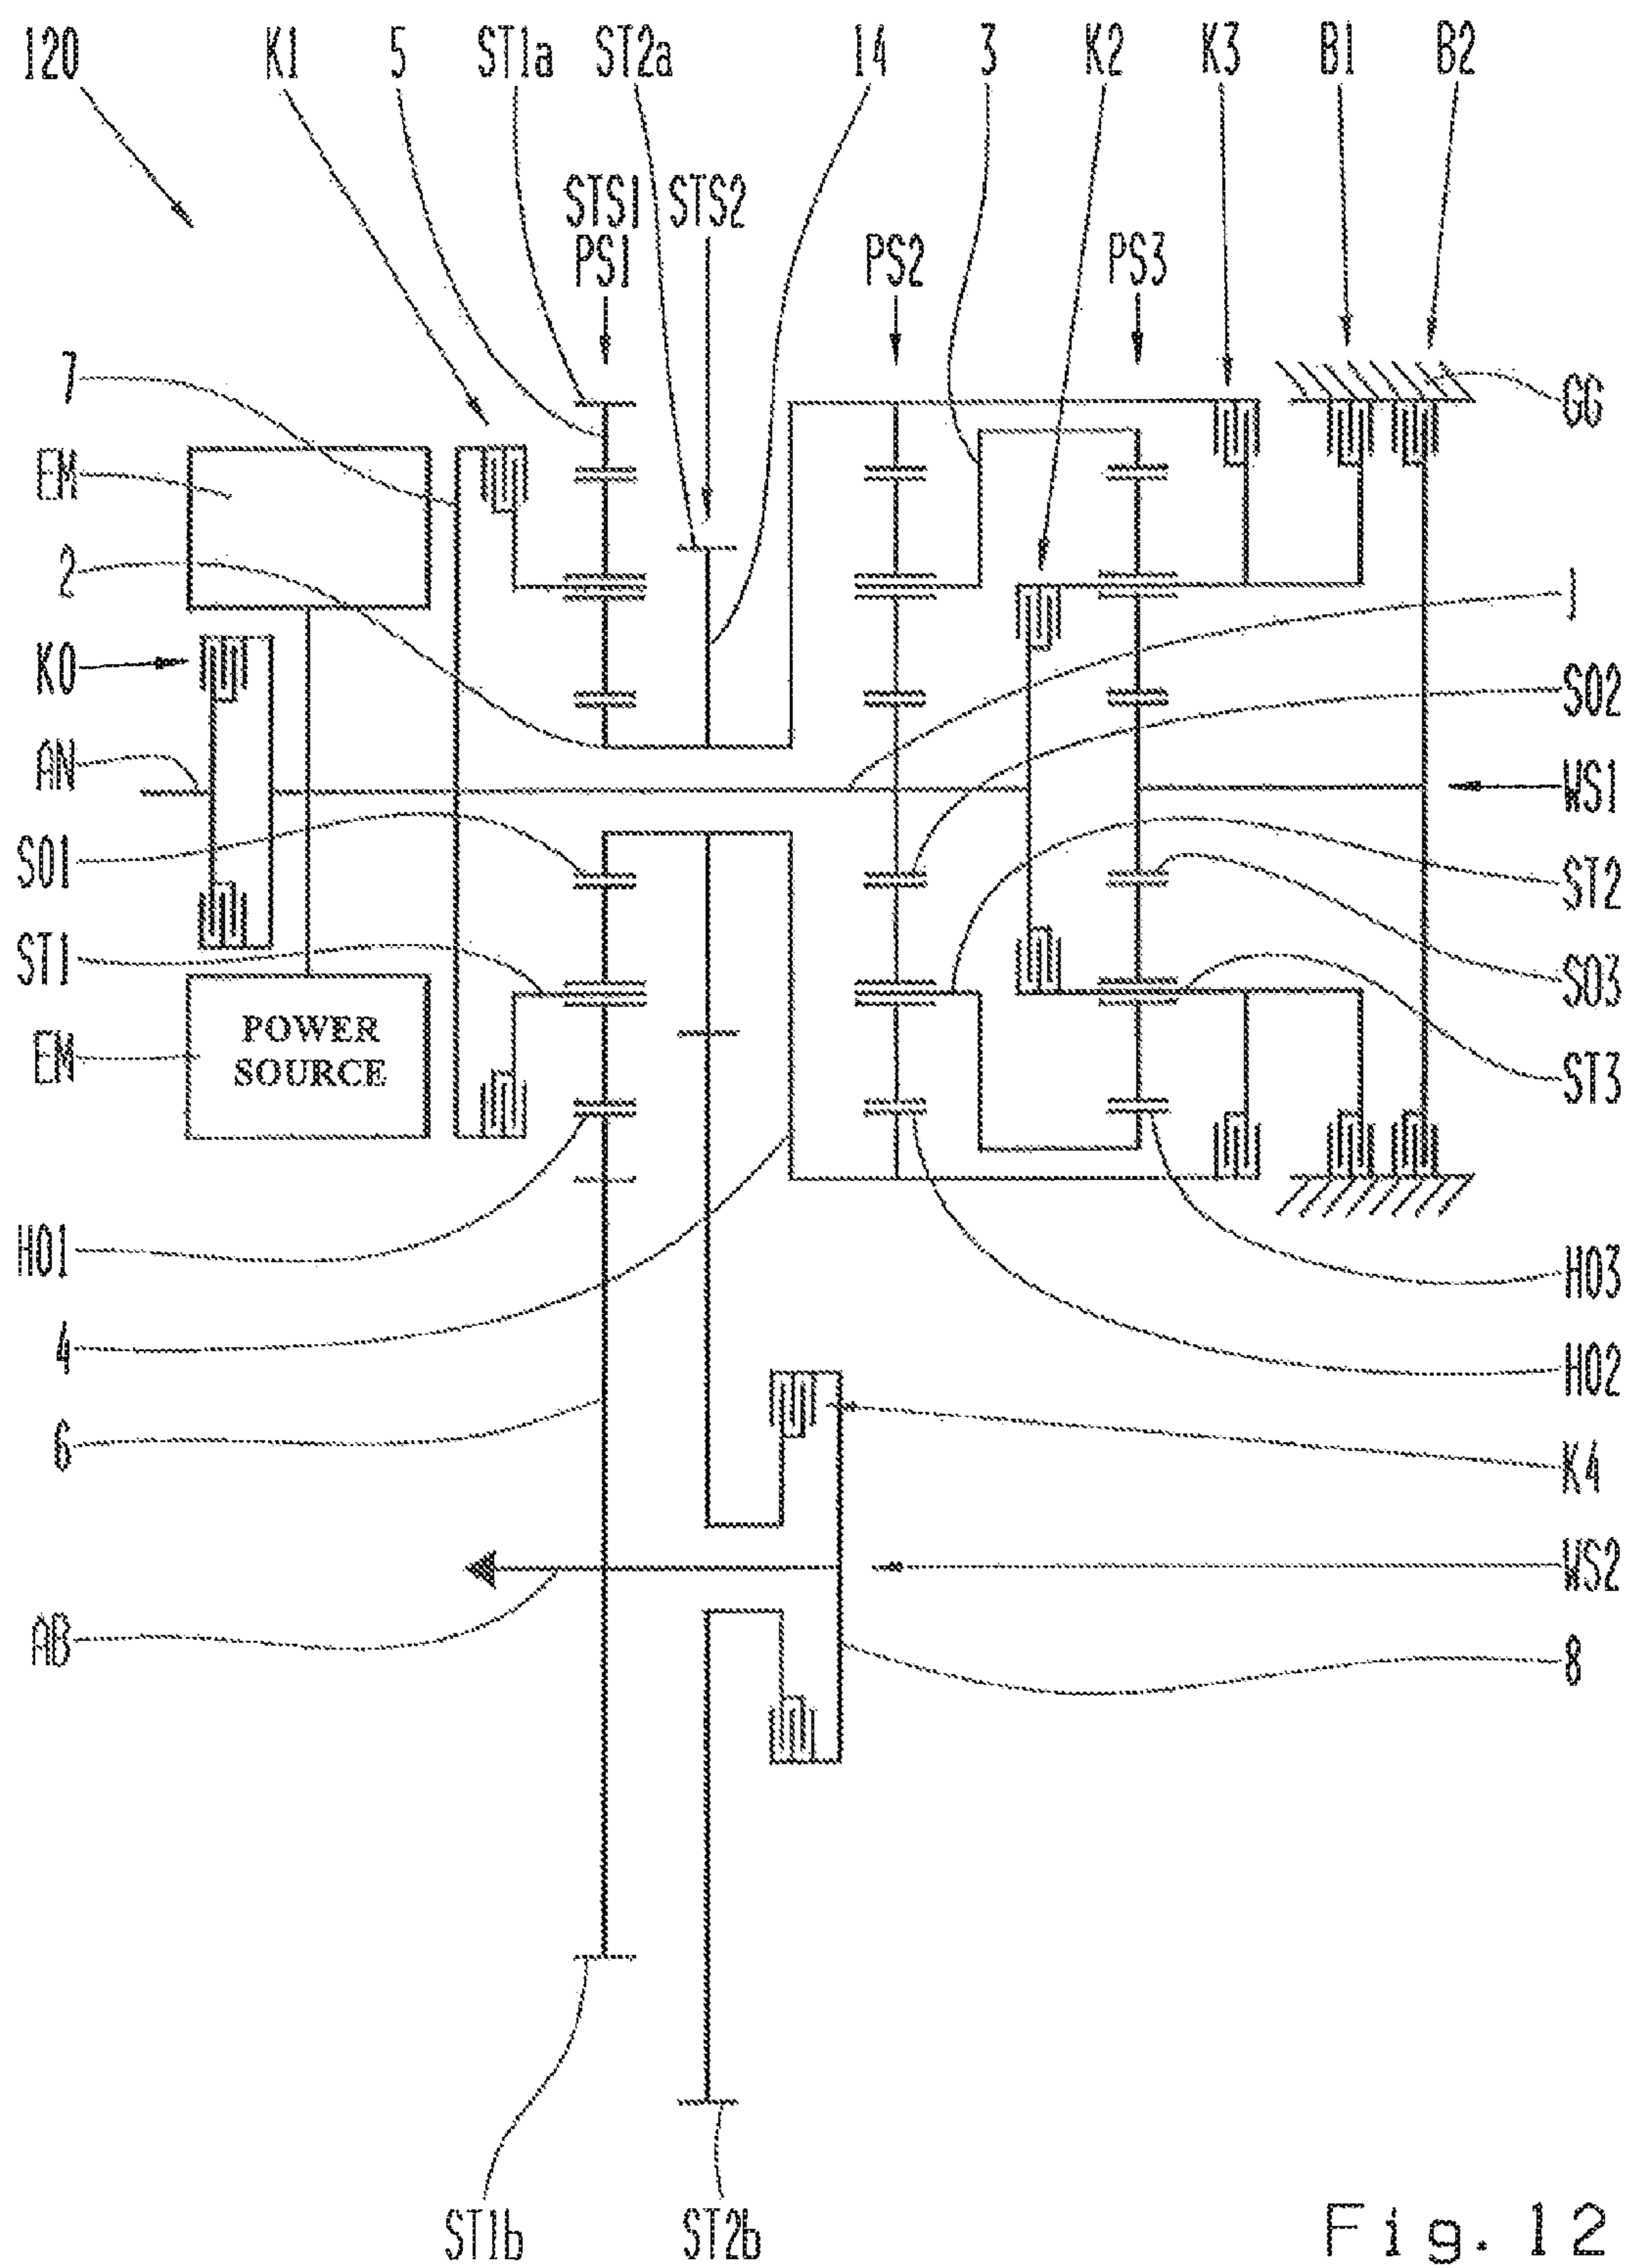 120
K1
5
ST1a
ST2a
14
3
K2
K3
B1
B2
STS1
STS2
PS1
PS2
PS3
7
GG
EM
2
1
K0
S02
AN
WS1
S01
ST2
ST1
S03
EM
POWER
SOURCE
ST3
H01
H03
4
H02
6
K4
WS2
AB
8
ST1b
ST2b
Fig. 12